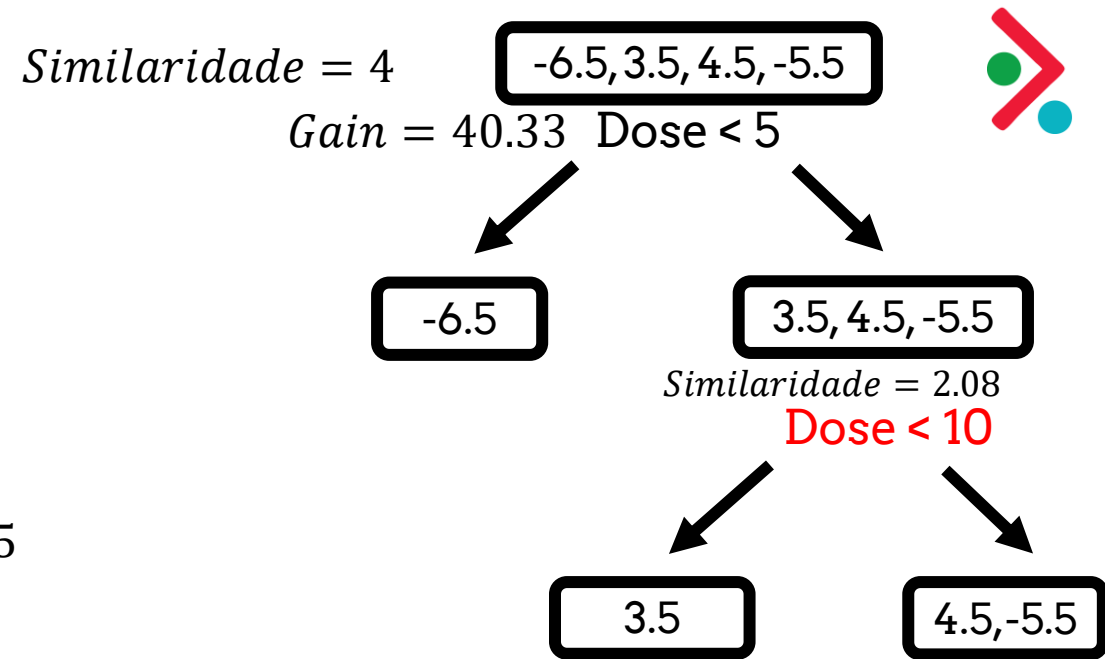 Similaridade = 4
-6.5, 3.5, 4.5, -5.5
Gain = 40.33 Dose < 5
-6.5
3.5, 4.5, -5.5
Similaridade = 2.08
Dose < 10
5
3.5
4.5,-5.5